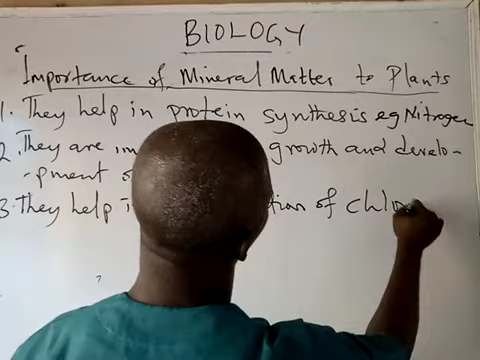 BIOLOGY
Importance of Mineral Matter to Plants
1. They help in protein synthesis eg Nitrogen
2. They are growth and develo-
-pment
3. They help tion of chl